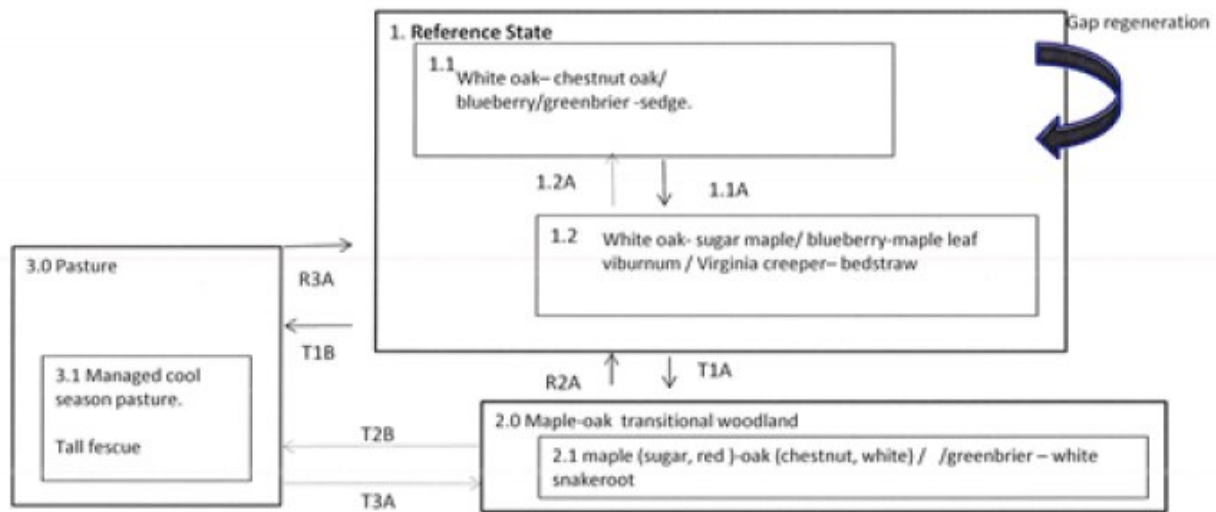 Gap regeneration
1. Reference State
1.1
White oak– chestnut oak/
blueberry/greenbrier -sedge.
1.2A
1.1A
1.2
White oak- sugar maple/ blueberry-maple leaf
viburnum / Virginia creeper– bedstraw
3.0 Pasture
R3A
T1B
3.1 Managed cool
season pasture.
Tall fescue
R2A
T1A
2.0 Maple-oak transitional woodland
T2B
2.1 maple (sugar, red )-oak (chestnut, white) / /greenbrier – white
snakeroot
T3A